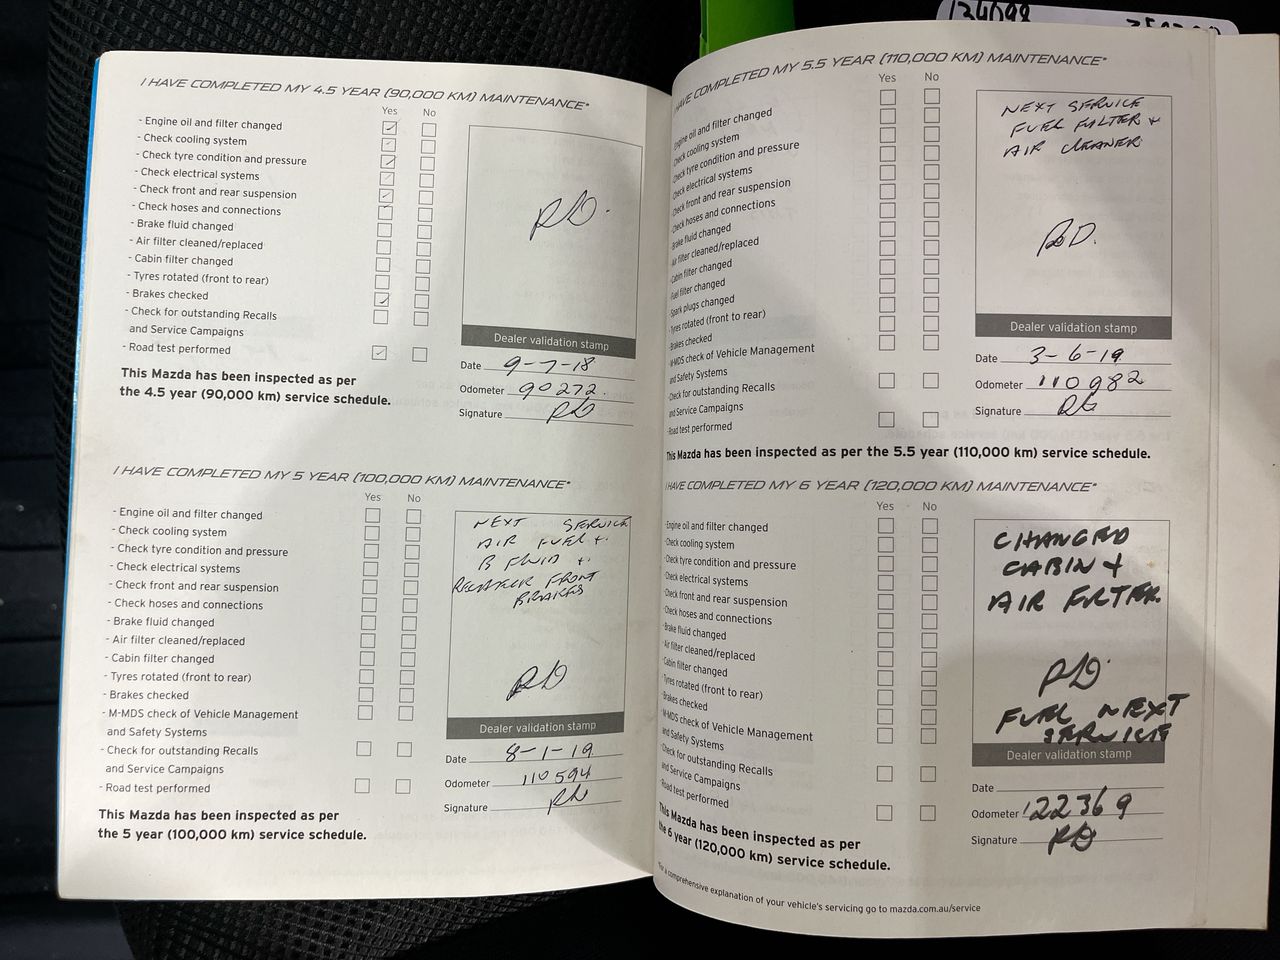 I HAVE COMPLETED MY 4.5 YEAR (90,000 KM) MAINTENANCE*
Yes No
- Engine oil and filter changed
- Check cooling system
- Check tyre condition and pressure
- Check electrical systems
- Check front and rear suspension
- Check hoses and connections
- Brake fluid changed
- Air filter cleaned/replaced
- Cabin filter changed
- Tyres rotated (front to rear)
- Brakes checked
- Check for outstanding Recalls
and Service Campaigns
- Road test performed
This Mazda has been inspected as per
the 4.5 year (90,000 km) service schedule.
RD.
Dealer validation stamp
Date 9-7-18
Odometer 90272.
Signature RD
I HAVE COMPLETED MY 5 YEAR (100,000 KM) MAINTENANCE*
Yes No
- Engine oil and filter changed
- Check cooling system
- Check tyre condition and pressure
- Check electrical systems
- Check front and rear suspension
- Check hoses and connections
- Brake fluid changed
- Air filter cleaned/replaced
- Cabin filter changed
- Tyres rotated (front to rear)
- Brakes checked
- M-MDS check of Vehicle Management
and Safety Systems
- Check for outstanding Recalls
and Service Campaigns
- Road test performed
This Mazda has been inspected as per
the 5 year (100,000 km) service schedule.
NEXT SERVICE
AIR FUEL +
B FLUID +
FRONT
BRAKES
RD
Dealer validation stamp
Date 8-1-19
Odometer 110594
Signature RD
134098
HAVE COMPLETED MY 5.5 YEAR (110,000 KM) MAINTENANCE*
Yes No
Engine oil and filter changed
Check cooling system
Check tyre condition and pressure
Check electrical systems
Check front and rear suspension
Check hoses and connections
Brake fluid changed
Air filter cleaned/replaced
Cabin filter changed
Fuel filter changed
Spark plugs changed
Tyres rotated (front to rear)
Brakes checked
M-MDS check of Vehicle Management
and Safety Systems
Check for outstanding Recalls
and Service Campaigns
Road test performed
This Mazda has been inspected as per the 5.5 year (110,000 km) service schedule.
NEXT SERVICE
FUEL FILTER +
AIR CLEANER
RD.
Dealer validation stamp
Date 3-6-19
Odometer 110982
Signature RD
I HAVE COMPLETED MY 6 YEAR (120,000 KM) MAINTENANCE*
Yes No
- Engine oil and filter changed
Check cooling system
Check tyre condition and pressure
Check electrical systems
Check front and rear suspension
Check hoses and connections
- Brake fluid changed
- Air filter cleaned/replaced
- Cabin filter changed
- Tyres rotated (front to rear)
- Brakes checked
- M-MDS check of Vehicle Management
and Safety Systems
- Check for outstanding Recalls
and Service Campaigns
- Road test performed
This Mazda has been inspected as per
the 6 year (120,000 km) service schedule.
CHANGED
CABIN +
AIR FILTER
RD
FUEL NEXT
SERVICE
Dealer validation stamp
Date
Odometer 122369
Signature RD
*For a comprehensive explanation of your vehicle's servicing go to mazda.com.au/service